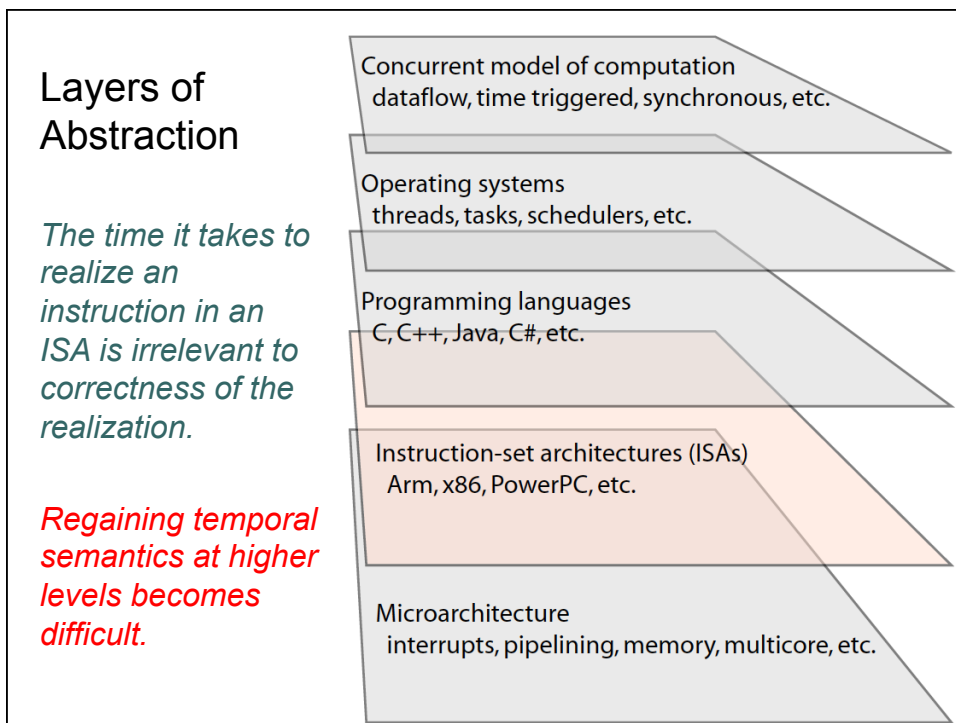 Layers of
Abstraction
The time it takes to
realize an
instruction in an
ISA is irrelevant to
correctness of the
realization.
Regaining temporal
semantics at higher
levels becomes
difficult.
Concurrent model of computation
dataflow, time triggered, synchronous, etc.
Operating systems
threads, tasks, schedulers, etc.
Programming languages
C, C++, Java, C#, etc.
Instruction-set architectures (ISAs)
Arm, x86, PowerPC, etc.
Microarchitecture
interrupts, pipelining, memory, multicore, etc.